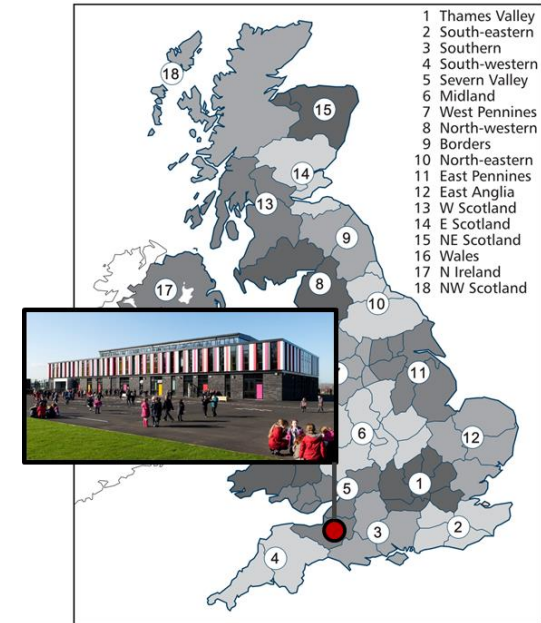 1 Thames Valley
2 South-eastern
3 Southern
4 South-western
5 Severn Valley
6 Midland
7 West Pennines
8 North-western
9 Borders
10 North-eastern
11 East Pennines
12 East Anglia
13 W Scotland
14 E Scotland
15 NE Scotland
16 Wales
17 N Ireland
18 NW Scotland
18
15
14
13
9
17
8
10
11
6
12
5
1
3
2
4